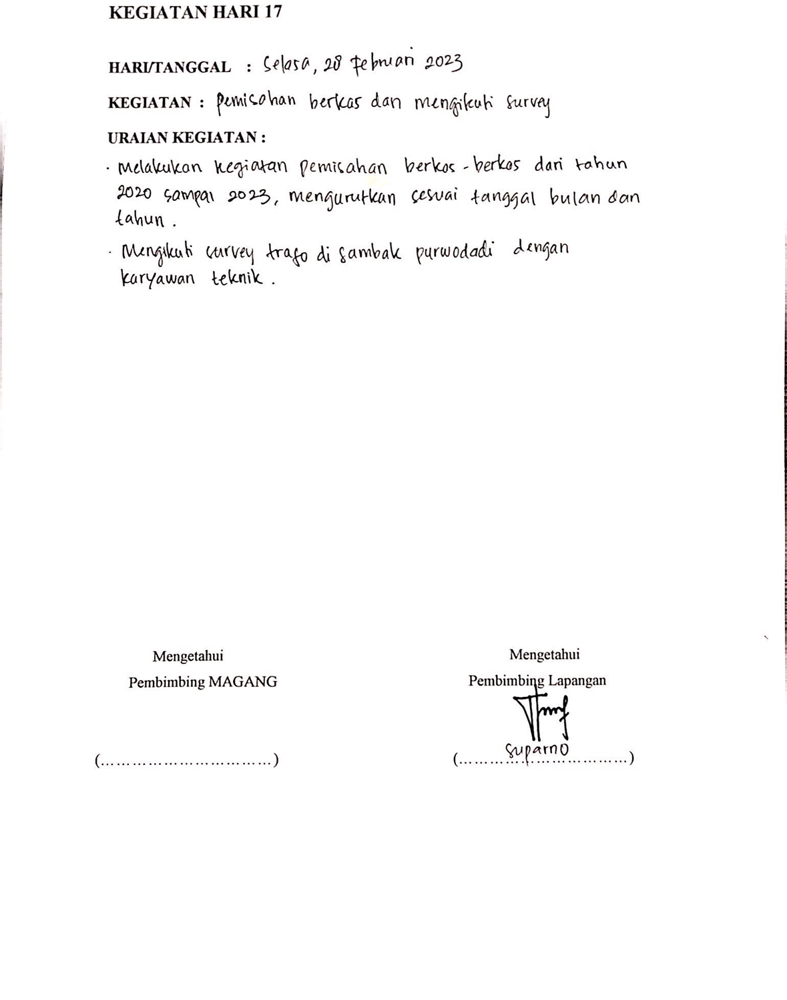 KEGIATAN HARI 17
HARI/TANGGAL : Selasa, 28 Februari 2023
KEGIATAN : pemisahan berkas dan mengikuti survey
URAIAN KEGIATAN :
· Melakukan kegiatan pemisahan berkas - berkas dari tahun
2020 sampai 2023, mengurutkan sesuai tanggal bulan dan
tahun .
· Mengikuti survey trafo di sambak purwodadi dengan
karyawan teknik .
Mengetahui
Pembimbing MAGANG
(................................)
Mengetahui
Pembimbing Lapangan
Suparno
(................................)